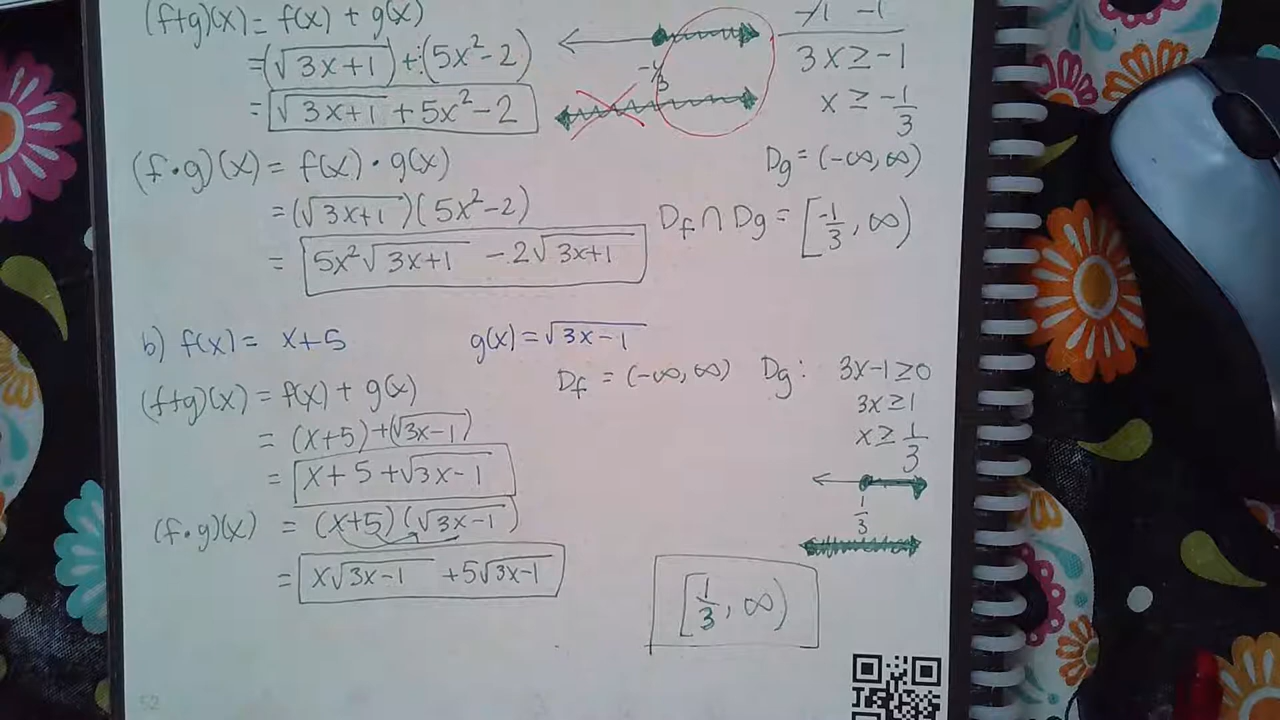 (f+g)(x) = f(x) + g(x)
= (√3x+1) + (5x²-2)
= √3x+1 + 5x²-2
-1/3
-1 -1
3x ≥ -1
x ≥ -1/3
(f·g)(x) = f(x) · g(x)
= (√3x+1)(5x²-2)
= 5x²√3x+1 - 2√3x+1
Dg = (-∞, ∞)
Df ∩ Dg = [-1/3, ∞)
b) f(x) = x+5 g(x) = √3x-1
Df = (-∞, ∞) Dg: 3x-1≥0
3x ≥ 1
x ≥ 1/3
(f+g)(x) = f(x) + g(x)
= (x+5) + (√3x-1)
= x + 5 + √3x-1
(f·g)(x) = (x+5)(√3x-1)
= x√3x-1 + 5√3x-1
1/3
[1/3, ∞)
52